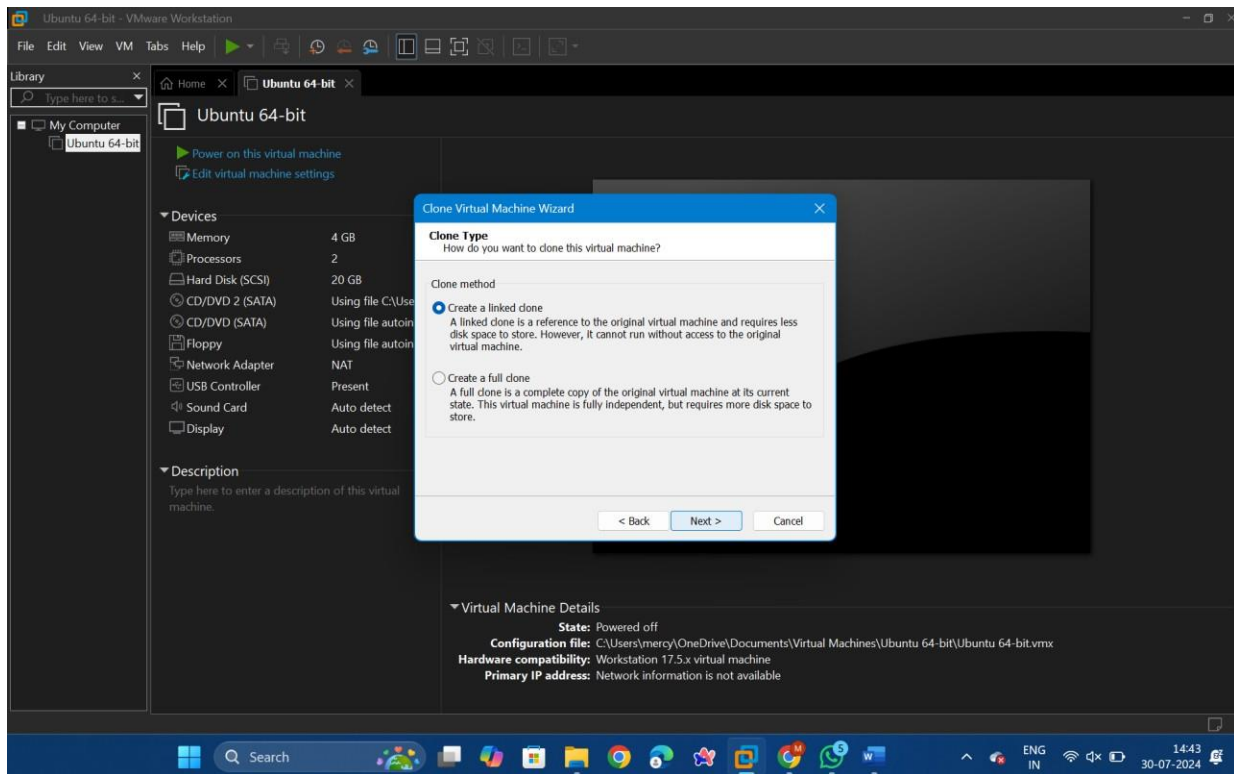 Ubuntu 64-bit - VMware Workstation
File Edit View VM Tabs Help
Library
Type here to s...
My Computer
Ubuntu 64-bit
Home
Ubuntu 64-bit
Ubuntu 64-bit
Power on this virtual machine
Edit virtual machine settings
Devices
Memory 4 GB
Processors 2
Hard Disk (SCSI) 20 GB
CD/DVD 2 (SATA) Using file C:\Use
CD/DVD (SATA) Using file autoin
Floppy Using file autoin
Network Adapter NAT
USB Controller Present
Sound Card Auto detect
Display Auto detect
Description
Type here to enter a description of this virtual
machine.
Clone Virtual Machine Wizard
Clone Type
How do you want to clone this virtual machine?
Clone method
Create a linked clone
A linked clone is a reference to the original virtual machine and requires less
disk space to store. However, it cannot run without access to the original
virtual machine.
Create a full clone
A full clone is a complete copy of the original virtual machine at its current
state. This virtual machine is fully independent, but requires more disk space to
store.
< Back Next > Cancel
Virtual Machine Details
State: Powered off
Configuration file: C:\Users\mercy\OneDrive\Documents\Virtual Machines\Ubuntu 64-bit\Ubuntu 64-bit.vmx
Hardware compatibility: Workstation 17.5.x virtual machine
Primary IP address: Network information is not available
Search
5
W
ENG
IN
14:43
30-07-2024